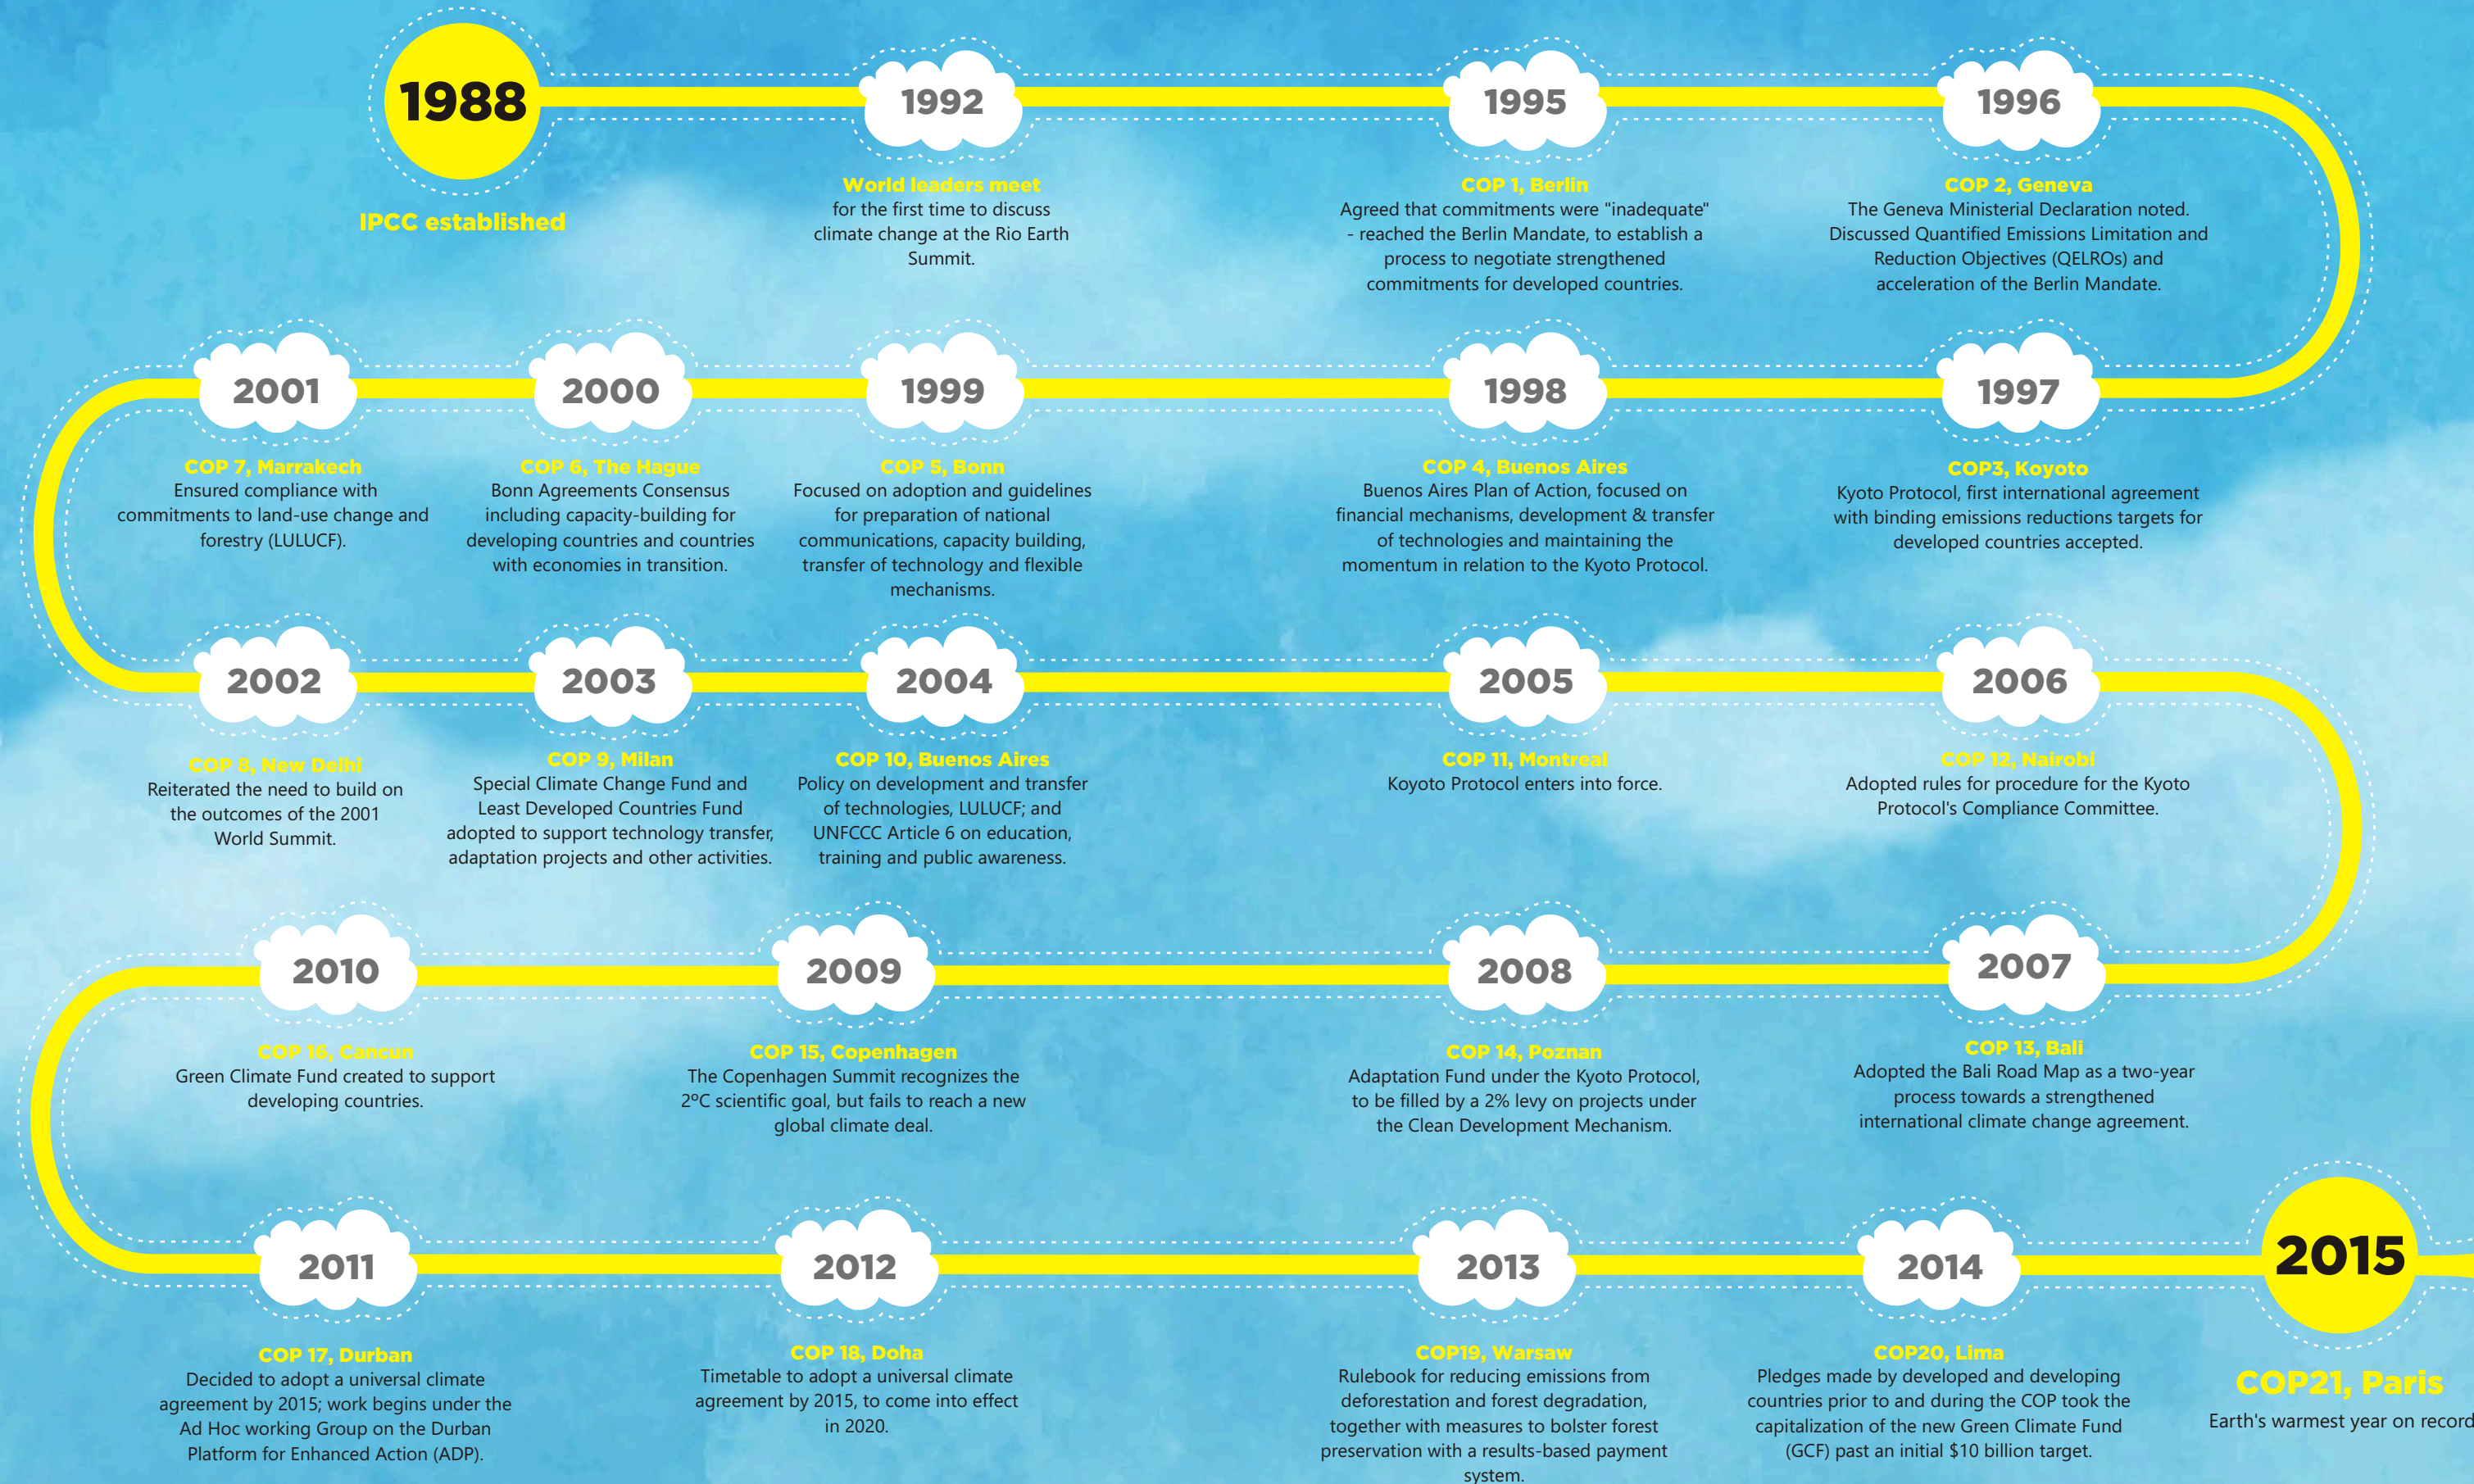 1988
IPCC established
1992
World leaders meet
for the first time to discuss
climate change at the Rio Earth
Summit.
1995
COP 1, Berlin
Agreed that commitments were "inadequate"
- reached the Berlin Mandate, to establish a
process to negotiate strengthened
commitments for developed countries.
1996
COP 2, Geneva
The Geneva Ministerial Declaration noted.
Discussed Quantified Emissions Limitation and
Reduction Objectives (QELROs) and
acceleration of the Berlin Mandate.
1997
COP3, Koyoto
Kyoto Protocol, first international agreement
with binding emissions reductions targets for
developed countries accepted.
1998
COP 4, Buenos Aires
Buenos Aires Plan of Action, focused on
financial mechanisms, development & transfer
of technologies and maintaining the
momentum in relation to the Kyoto Protocol.
1999
COP 5, Bonn
Focused on adoption and guidelines
for preparation of national
communications, capacity building,
transfer of technology and flexible
mechanisms.
2000
COP 6, The Hague
Bonn Agreements Consensus
including capacity-building for
developing countries and countries
with economies in transition.
2001
COP 7, Marrakech
Ensured compliance with
commitments to land-use change and
forestry (LULUCF).
2002
COP 8, New Delhi
Reiterated the need to build on
the outcomes of the 2001
World Summit.
2003
COP 9, Milan
Special Climate Change Fund and
Least Developed Countries Fund
adopted to support technology transfer,
adaptation projects and other activities.
2004
COP 10, Buenos Aires
Policy on development and transfer
of technologies, LULUCF; and
UNFCCC Article 6 on education,
training and public awareness.
2005
COP 11, Montreal
Koyoto Protocol enters into force.
2006
COP 12, Nairobi
Adopted rules for procedure for the Kyoto
Protocol's Compliance Committee.
2007
COP 13, Bali
Adopted the Bali Road Map as a two-year
process towards a strengthened
international climate change agreement.
2008
COP 14, Poznan
Adaptation Fund under the Kyoto Protocol,
to be filled by a 2% levy on projects under
the Clean Development Mechanism.
2009
COP 15, Copenhagen
The Copenhagen Summit recognizes the
2ºC scientific goal, but fails to reach a new
global climate deal.
2010
COP 16, Cancun
Green Climate Fund created to support
developing countries.
2011
COP 17, Durban
Decided to adopt a universal climate
agreement by 2015; work begins under the
Ad Hoc working Group on the Durban
Platform for Enhanced Action (ADP).
2012
COP 18, Doha
Timetable to adopt a universal climate
agreement by 2015, to come into effect
in 2020.
2013
COP19, Warsaw
Rulebook for reducing emissions from
deforestation and forest degradation,
together with measures to bolster forest
preservation with a results-based payment
system.
2014
COP20, Lima
Pledges made by developed and developing
countries prior to and during the COP took the
capitalization of the new Green Climate Fund
(GCF) past an initial $10 billion target.
2015
COP21, Paris
Earth's warmest year on record